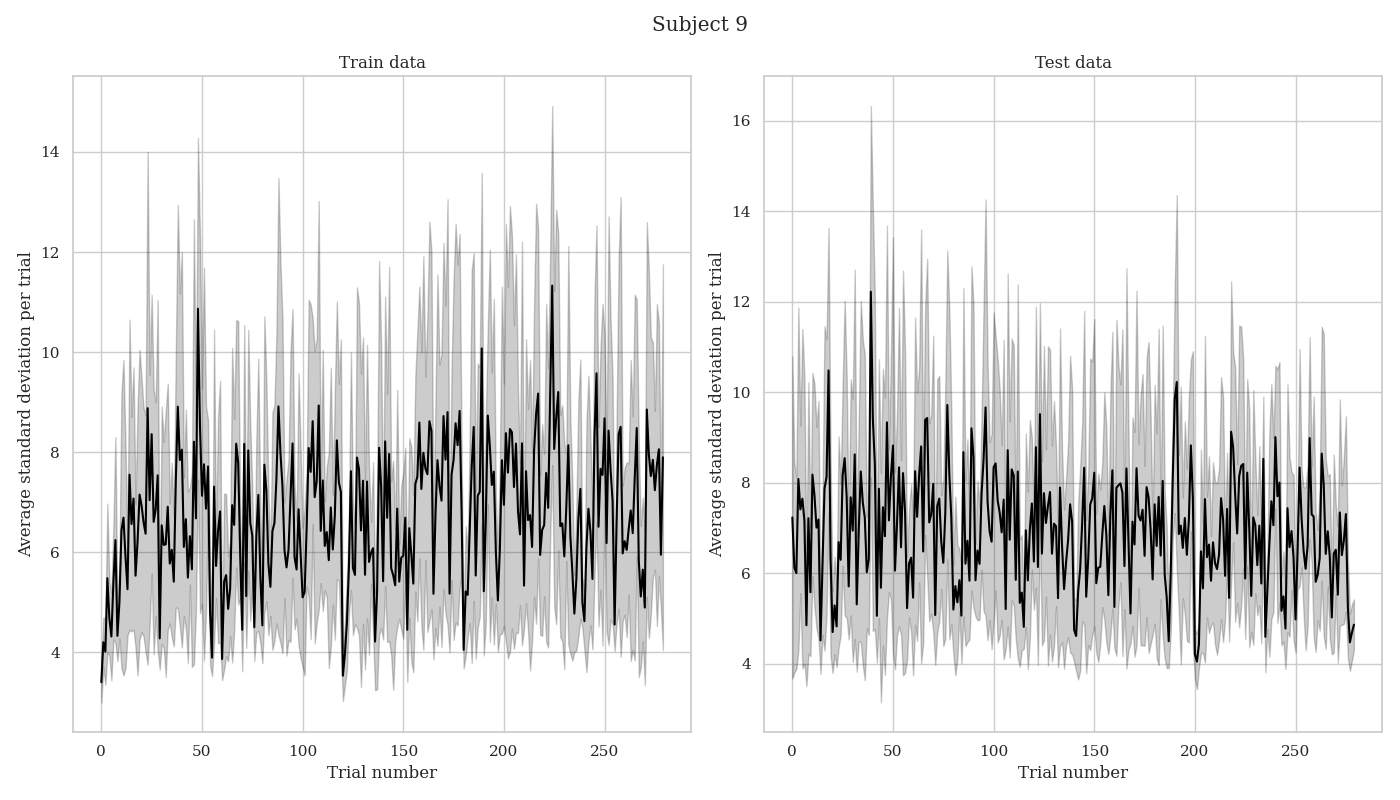 Subject 9
Train data
Average standard deviation per trial
14
12
10
8
6
4
0 50 100 150 200 250
Trial number
Test data
Average standard deviation per trial
16
14
12
10
8
6
4
0 50 100 150 200 250
Trial number